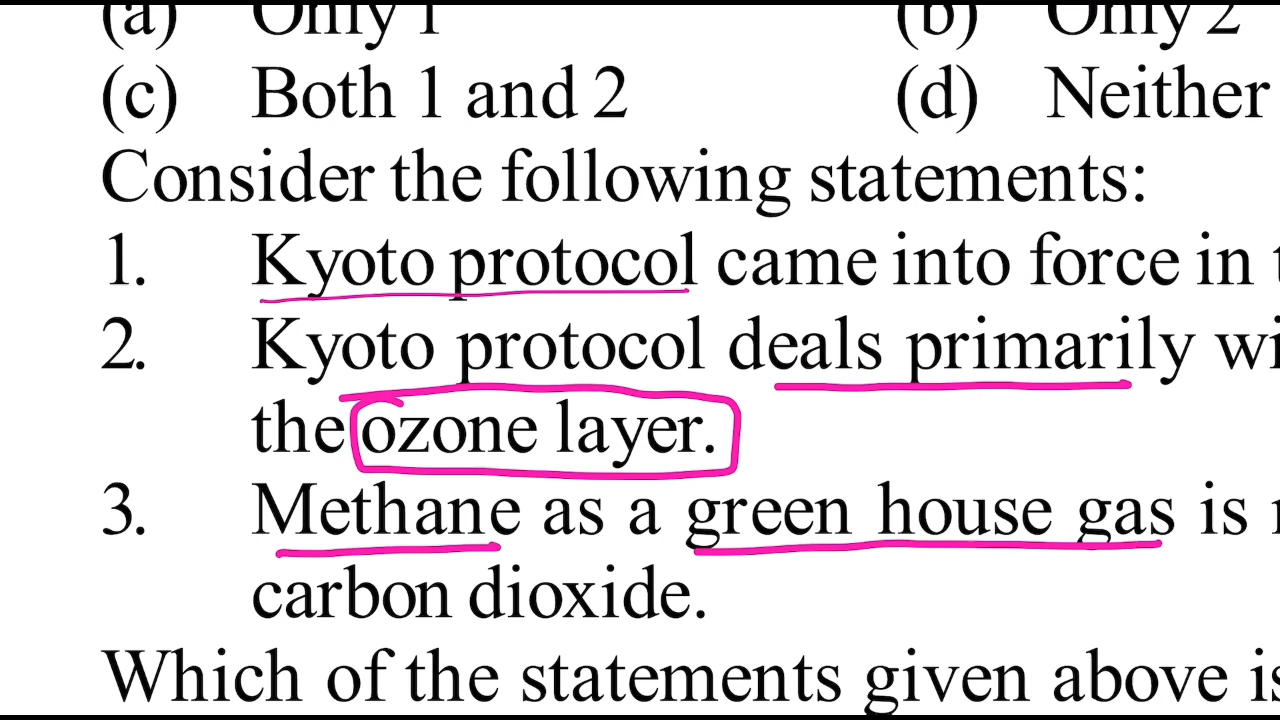 (a) Only 1 (b) Only 2
(c) Both 1 and 2 (d) Neither
Consider the following statements:
1. Kyoto protocol came into force in
2. Kyoto protocol deals primarily
the ozone layer.
3. Methane as a green house gas is
carbon dioxide.
Which of the statements given above